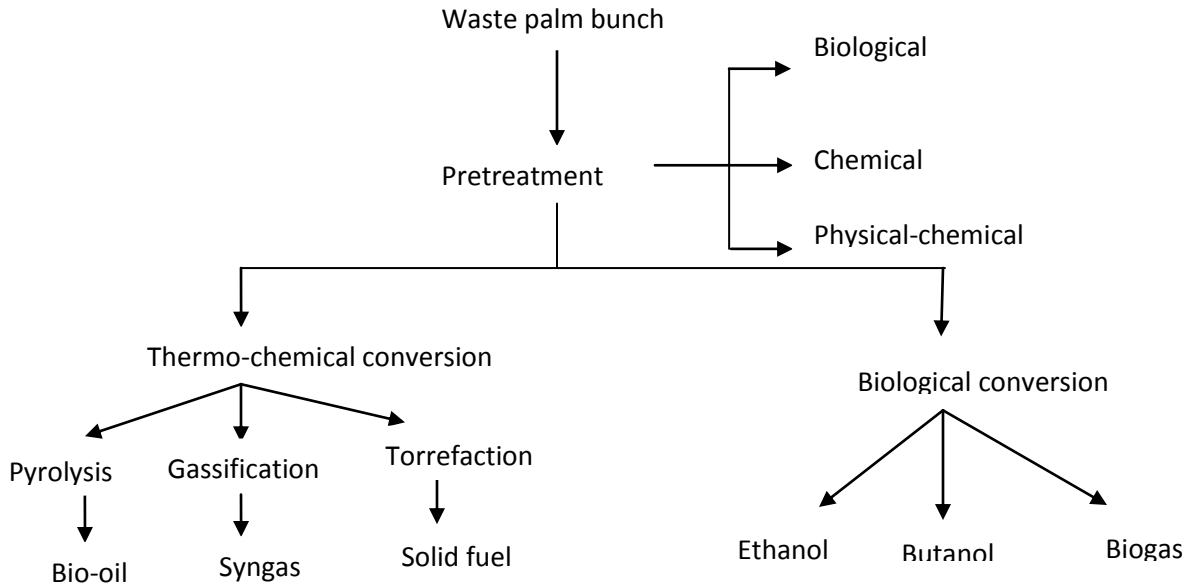 Waste palm bunch
Biological
Chemical
Pretreatment
Physical-chemical
Thermo-chemical conversion
Biological conversion
Pyrolysis
Gassification
Torrefaction
Bio-oil
Syngas
Solid fuel
Ethanol
Butanol
Biogas